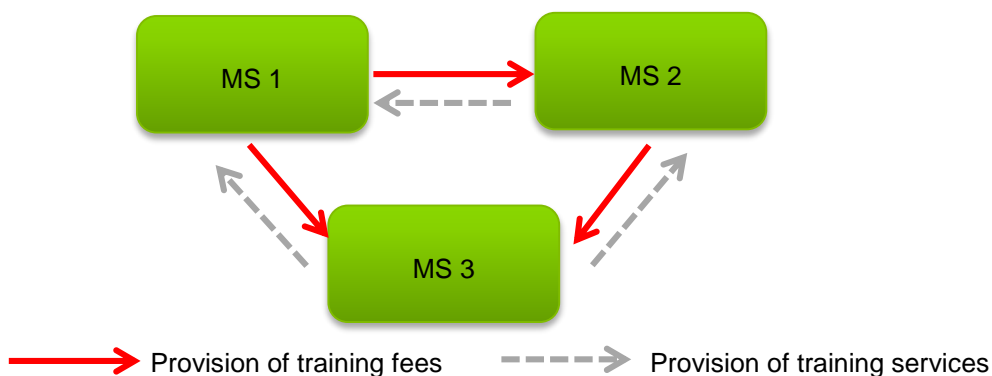 MS 1
MS 2
MS 3
Provision of training fees
Provision of training services